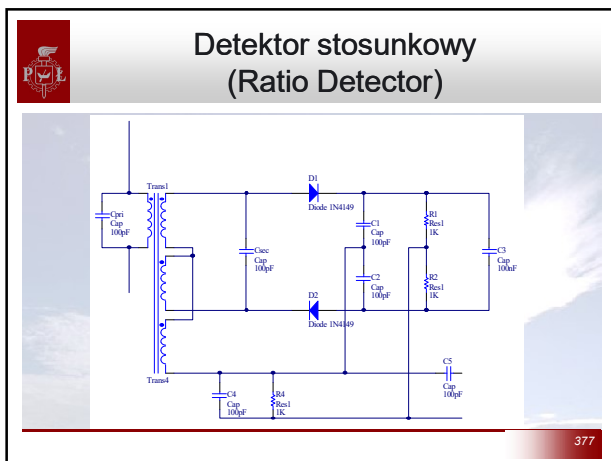 P Ł
Detektor stosunkowy
(Ratio Detector)
Trans1
Cpri
Cap
100pF
Csec
Cap
100pF
D1
Diode 1N4149
C1
Cap
100pF
R1
Res1
1K
C3
Cap
100nF
C2
Cap
100pF
R2
Res1
1K
D2
Diode 1N4149
Trans4
C4
Cap
100pF
R4
Res1
1K
C5
Cap
100pF
377